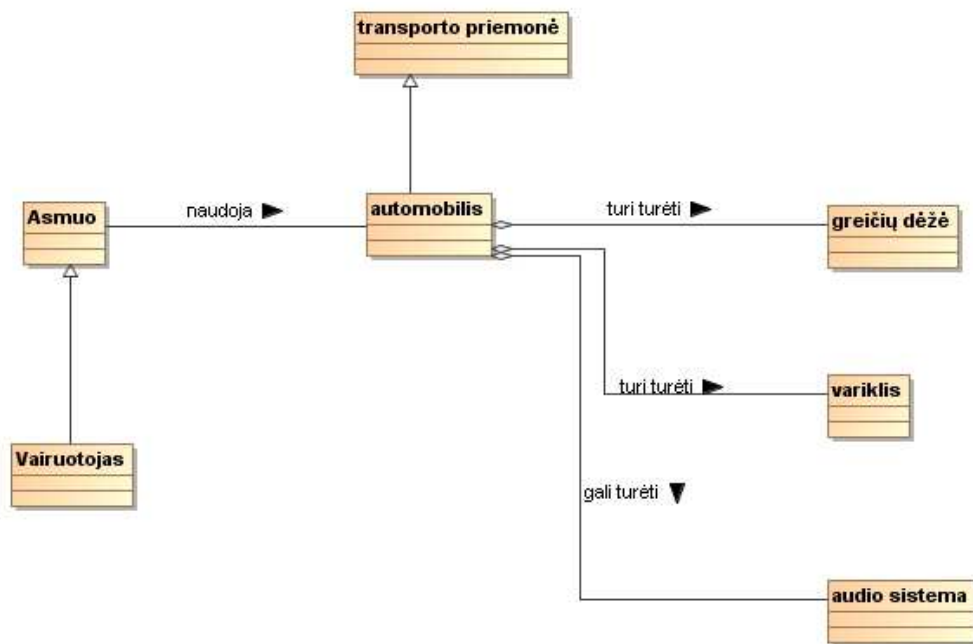 transporto priemonė
Asmuo
naudoja
automobilis
turi turėti
greičių dėžė
turi turėti
variklis
Vairuotojas
gali turėti
audio sistema